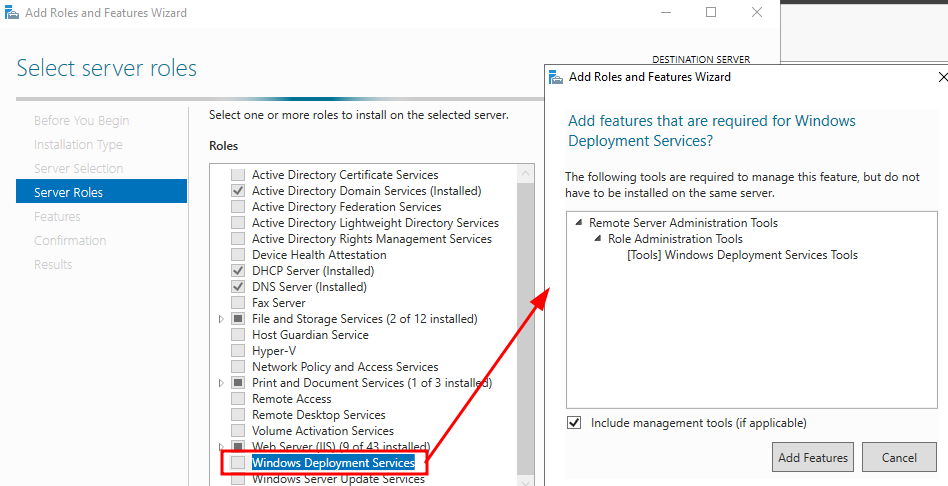 Add Roles and Features Wizard
Select server roles
DESTINATION SERVER
Before You Begin
Installation Type
Server Selection
Server Roles
Features
Confirmation
Results
Select one or more roles to install on the selected server.
Roles
Active Directory Certificate Services
Active Directory Domain Services (Installed)
Active Directory Federation Services
Active Directory Lightweight Directory Services
Active Directory Rights Management Services
Device Health Attestation
DHCP Server (Installed)
DNS Server (Installed)
Fax Server
File and Storage Services (2 of 12 installed)
Host Guardian Service
Hyper-V
Network Policy and Access Services
Print and Document Services (1 of 3 installed)
Remote Access
Remote Desktop Services
Volume Activation Services
Web Server (IIS) (9 of 43 installed)
Windows Deployment Services
Windows Server Update Services
Add Roles and Features Wizard
Add features that are required for Windows
Deployment Services?
The following tools are required to manage this feature, but do not
have to be installed on the same server.
Remote Server Administration Tools
Role Administration Tools
[Tools] Windows Deployment Services Tools
Include management tools (if applicable)
Add Features
Cancel